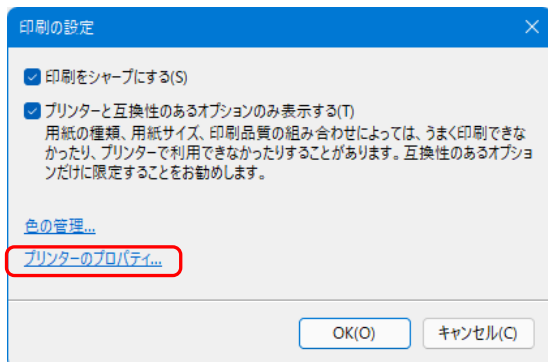 印刷の設定
印刷をシャープにする(S)
プリンターと互換性のあるオプションのみ表示する(T)
用紙の種類、用紙サイズ、印刷品質の組み合わせによっては、うまく印刷できな
かったり、プリンターで利用できなかったりすることがあります。互換性のあるオプショ
ンだけに限定することをお勧めします。
色の管理...
プリンターのプロパティ...
OK(O) キャンセル(C)